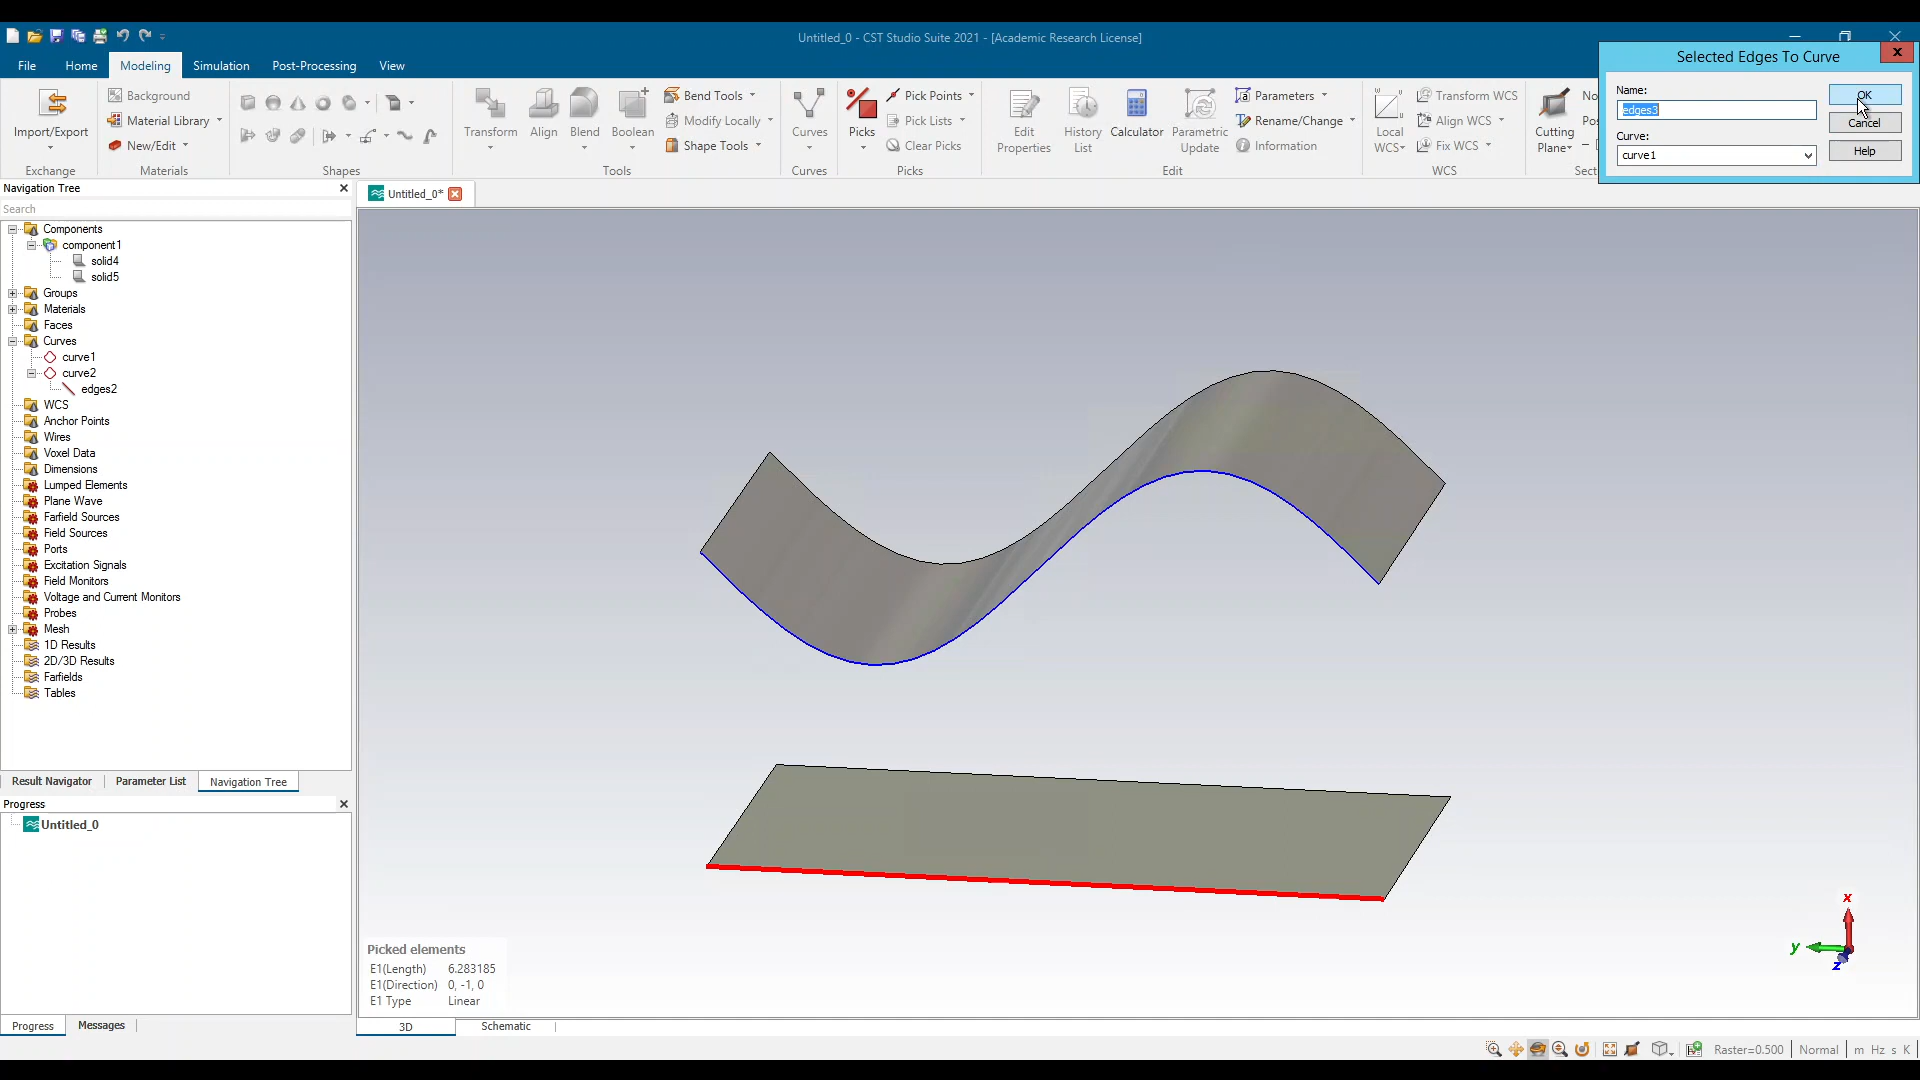 Untitled_0 - CST Studio Suite 2021 - [Academic Research License]
File Home Modeling Simulation Post-Processing View
Import/Export
Exchange
Background
Material Library
New/Edit
Materials
Shapes
Transform
Align
Blend
Boolean
Bend Tools
Modify Locally
Shape Tools
Tools
Curves
Curves
Picks
Pick Points
Pick Lists
Clear Picks
Picks
Edit Properties
History List
Calculator
Parametric Update
Parameters
Rename/Change
Information
Edit
Local WCS
Transform WCS
Align WCS
Fix WCS
WCS
Cutting Plane
No
Pos
Sect
Selected Edges To Curve
Name:
edges3
Curve:
curve1
OK
Cancel
Help
Navigation Tree
Search
Components
component1
solid4
solid5
Groups
Materials
Faces
Curves
curve1
curve2
edges2
WCS
Anchor Points
Wires
Voxel Data
Dimensions
Lumped Elements
Plane Wave
Farfield Sources
Field Sources
Ports
Excitation Signals
Field Monitors
Voltage and Current Monitors
Probes
Mesh
1D Results
2D/3D Results
Farfields
Tables
Result Navigator Parameter List Navigation Tree
Progress
Untitled_0
Progress Messages
Untitled_0*
Picked elements
E1(Length) 6.283185
E1(Direction) 0, -1, 0
E1 Type Linear
x
y
z
3D Schematic
Raster=0.500 Normal m Hz s K